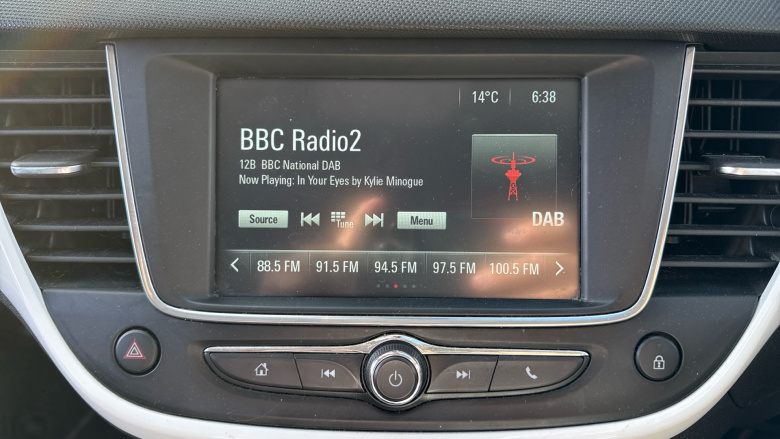 14°C 6:38
BBC Radio2
12B BBC National DAB
Now Playing: In Your Eyes by Kylie Minogue
Source Tune Menu
DAB
88.5 FM 91.5 FM 94.5 FM 97.5 FM 100.5 FM